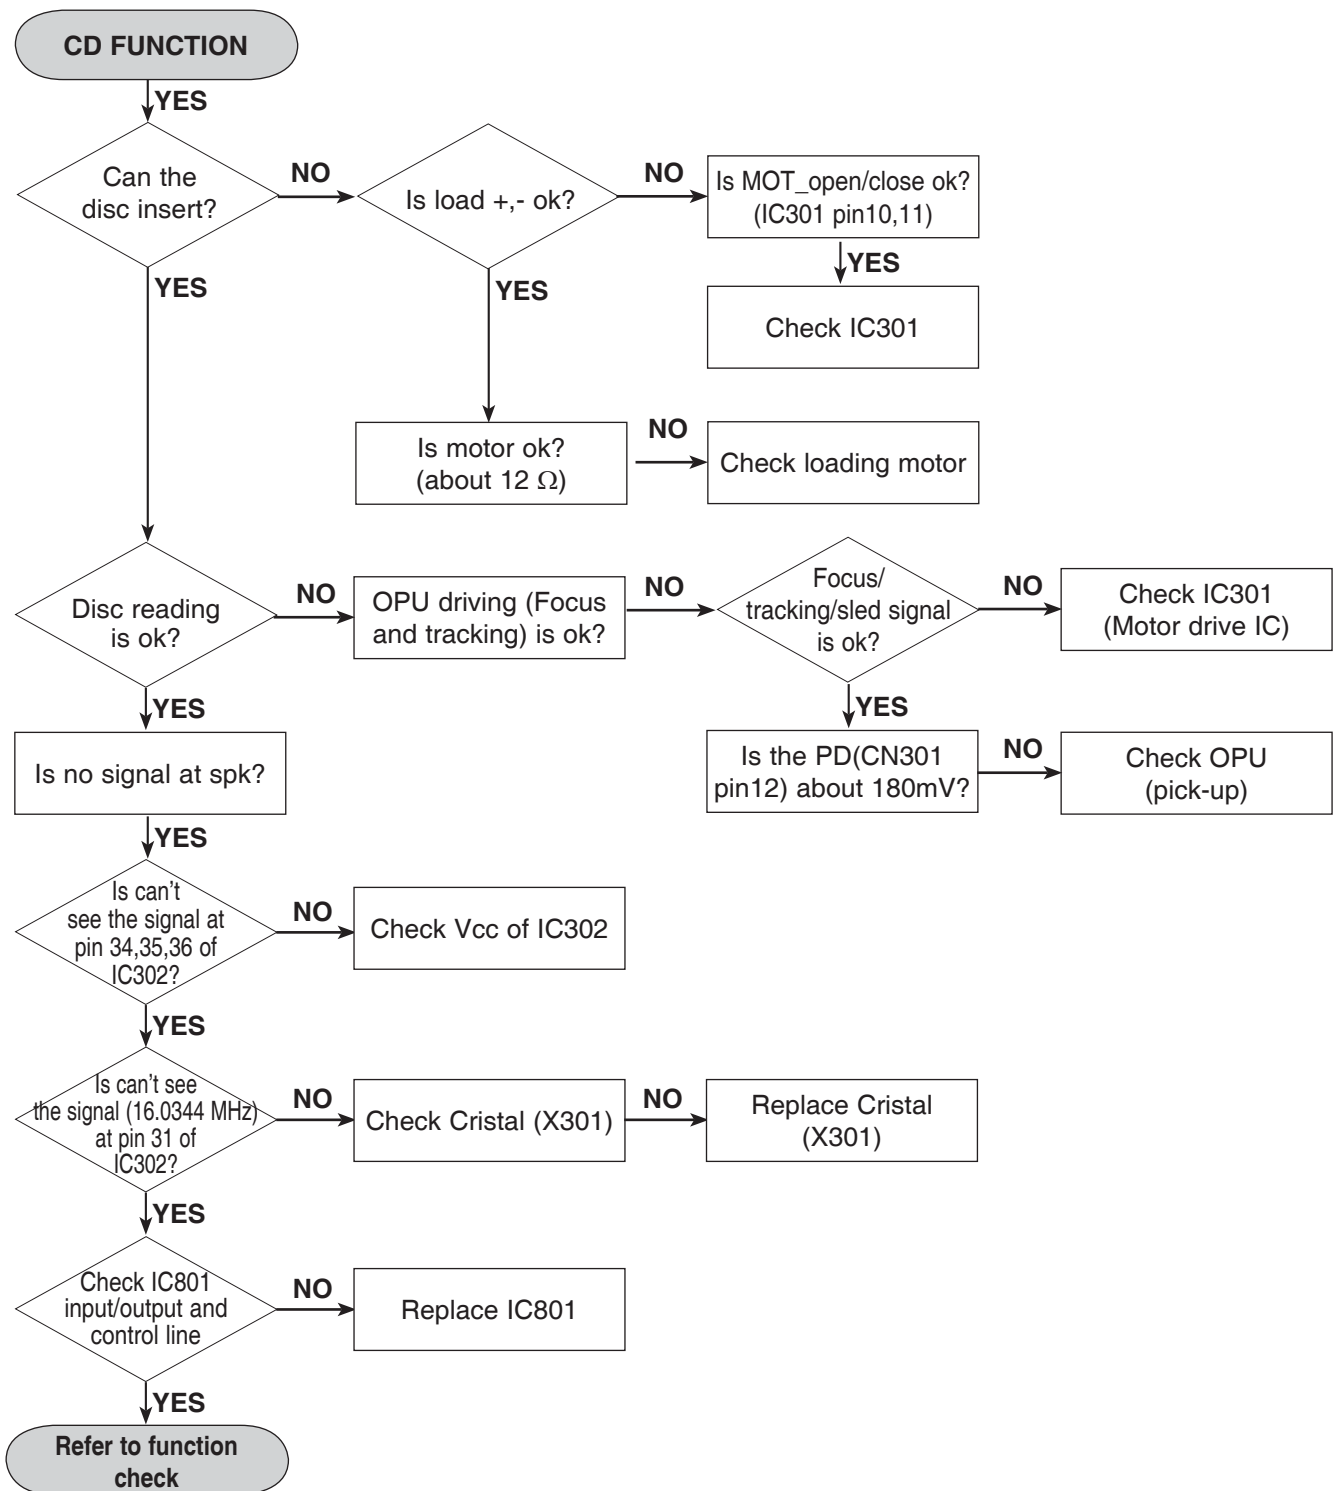 CD FUNCTION
YES
Can the
disc insert?
NO
Is load +,- ok?
NO
Is MOT_open/close ok?
(IC301 pin10,11)
YES
Check IC301
YES
Is motor ok?
(about 12 Ω)
NO
Check loading motor
YES
Disc reading
is ok?
NO
OPU driving (Focus
and tracking) is ok?
NO
Focus/
tracking/sled signal
is ok?
NO
Check IC301
(Motor drive IC)
YES
Is the PD(CN301
pin12) about 180mV?
NO
Check OPU
(pick-up)
YES
Is no signal at spk?
YES
Is can't
see the signal at
pin 34,35,36 of
IC302?
NO
Check Vcc of IC302
YES
Is can't see
the signal (16.0344 MHz)
at pin 31 of
IC302?
NO
Check Cristal (X301)
NO
Replace Cristal
(X301)
YES
Check IC801
input/output and
control line
NO
Replace IC801
YES
Refer to function
check